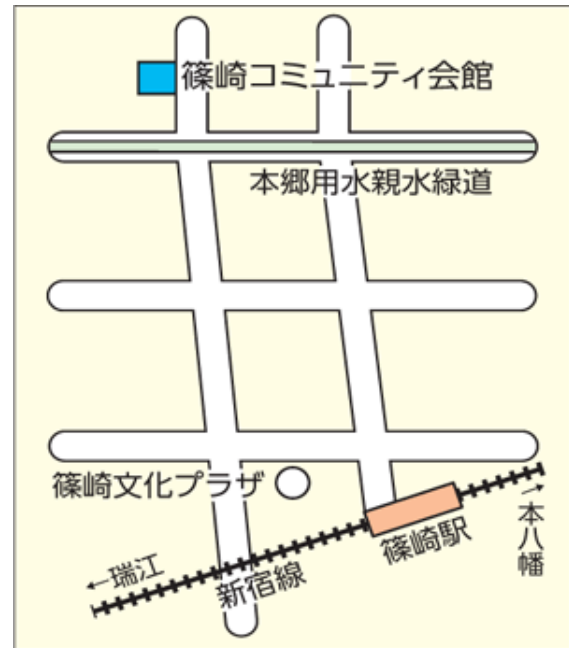 篠崎コミュニティ会館
本郷用水親水緑道
篠崎文化プラザ
篠崎駅
→本八幡
←瑞江
新宿線